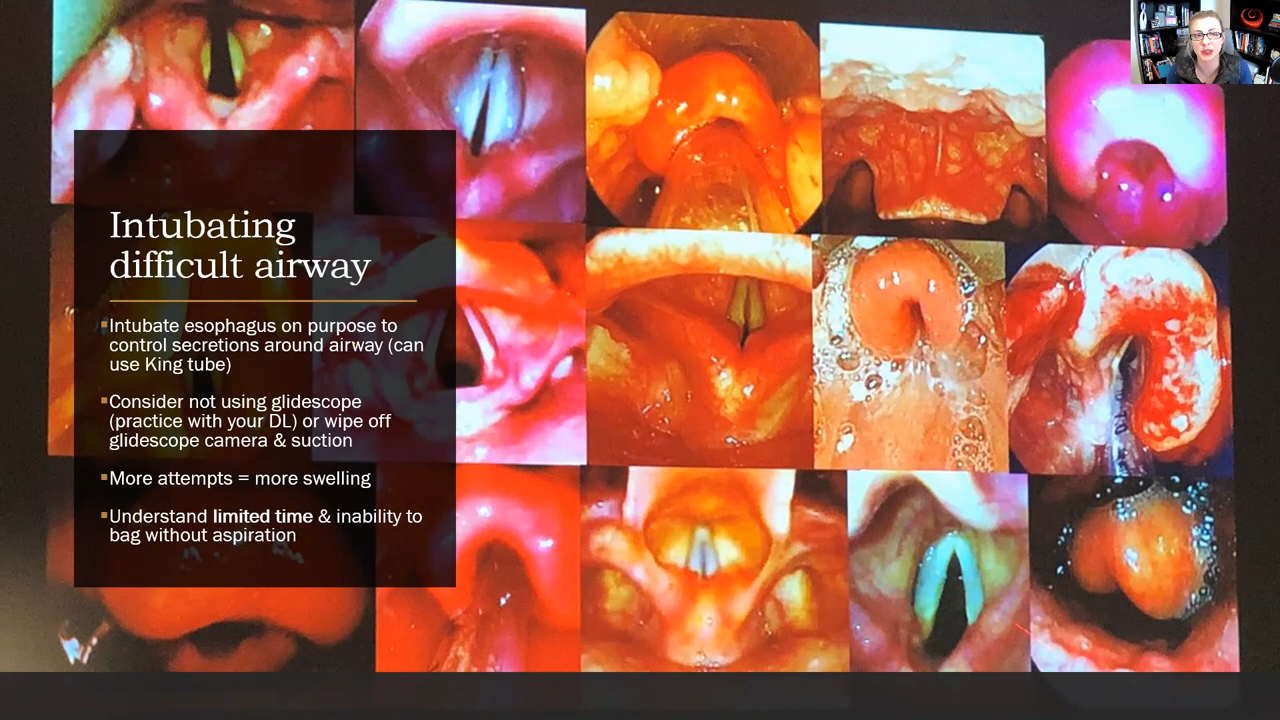 Intubating
difficult airway
▪Intubate esophagus on purpose to
control secretions around airway (can
use King tube)
▪Consider not using glidescope
(practice with your DL) or wipe off
glidescope camera & suction
▪More attempts = more swelling
▪Understand limited time & inability to
bag without aspiration